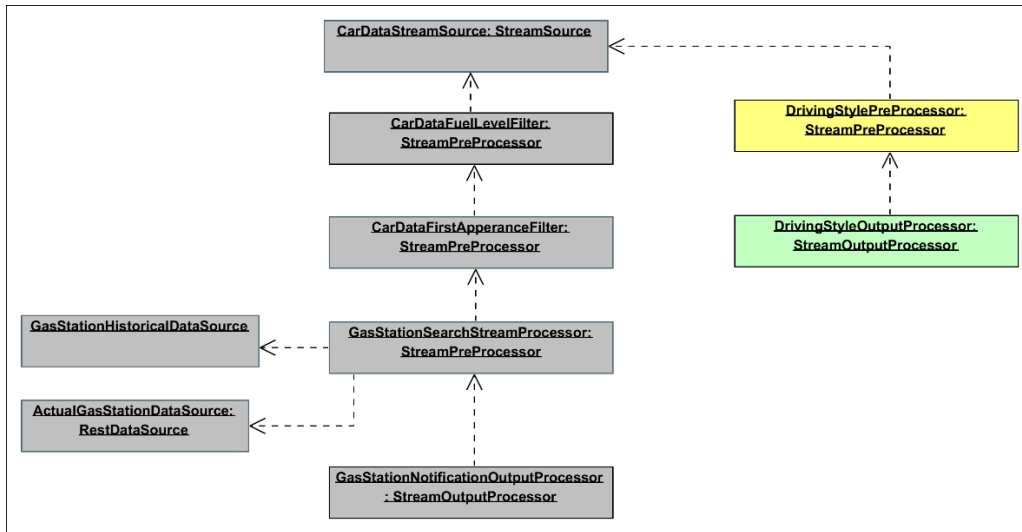 CarDataStreamSource: StreamSource
CarDataFuelLevelFilter:
StreamPreProcessor
DrivingStylePreProcessor:
StreamPreProcessor
CarDataFirstApperanceFilter:
StreamPreProcessor
DrivingStyleOutputProcessor:
StreamOutputProcessor
GasStationHistoricalDataSource
GasStationSearchStreamProcessor:
StreamPreProcessor
ActualGasStationDataSource:
RestDataSource
GasStationNotificationOutputProcessor
: StreamOutputProcessor